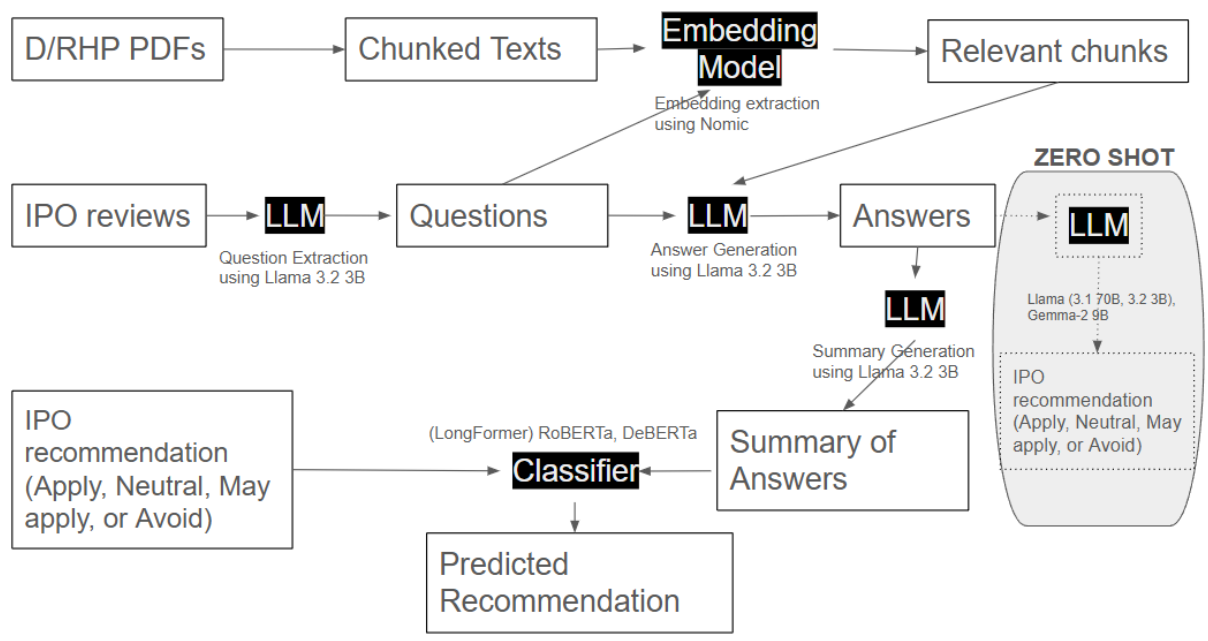 D/RHP PDFs
Chunked Texts
Embedding
Model
Embedding extraction
using Nomic
Relevant chunks
ZERO SHOT
IPO reviews
LLM
Question Extraction
using Llama 3.2 3B
Questions
LLM
Answer Generation
using Llama 3.2 3B
Answers
LLM
Llama (3.1 70B, 3.2 3B),
Gemma-2 9B
IPO
recommendation
(Apply, Neutral, May
apply, or Avoid)
LLM
Summary Generation
using Llama 3.2 3B
IPO
recommendation
(Apply, Neutral, May
apply, or Avoid)
(LongFormer) RoBERTa, DeBERTa
Classifier
Summary of
Answers
Predicted
Recommendation